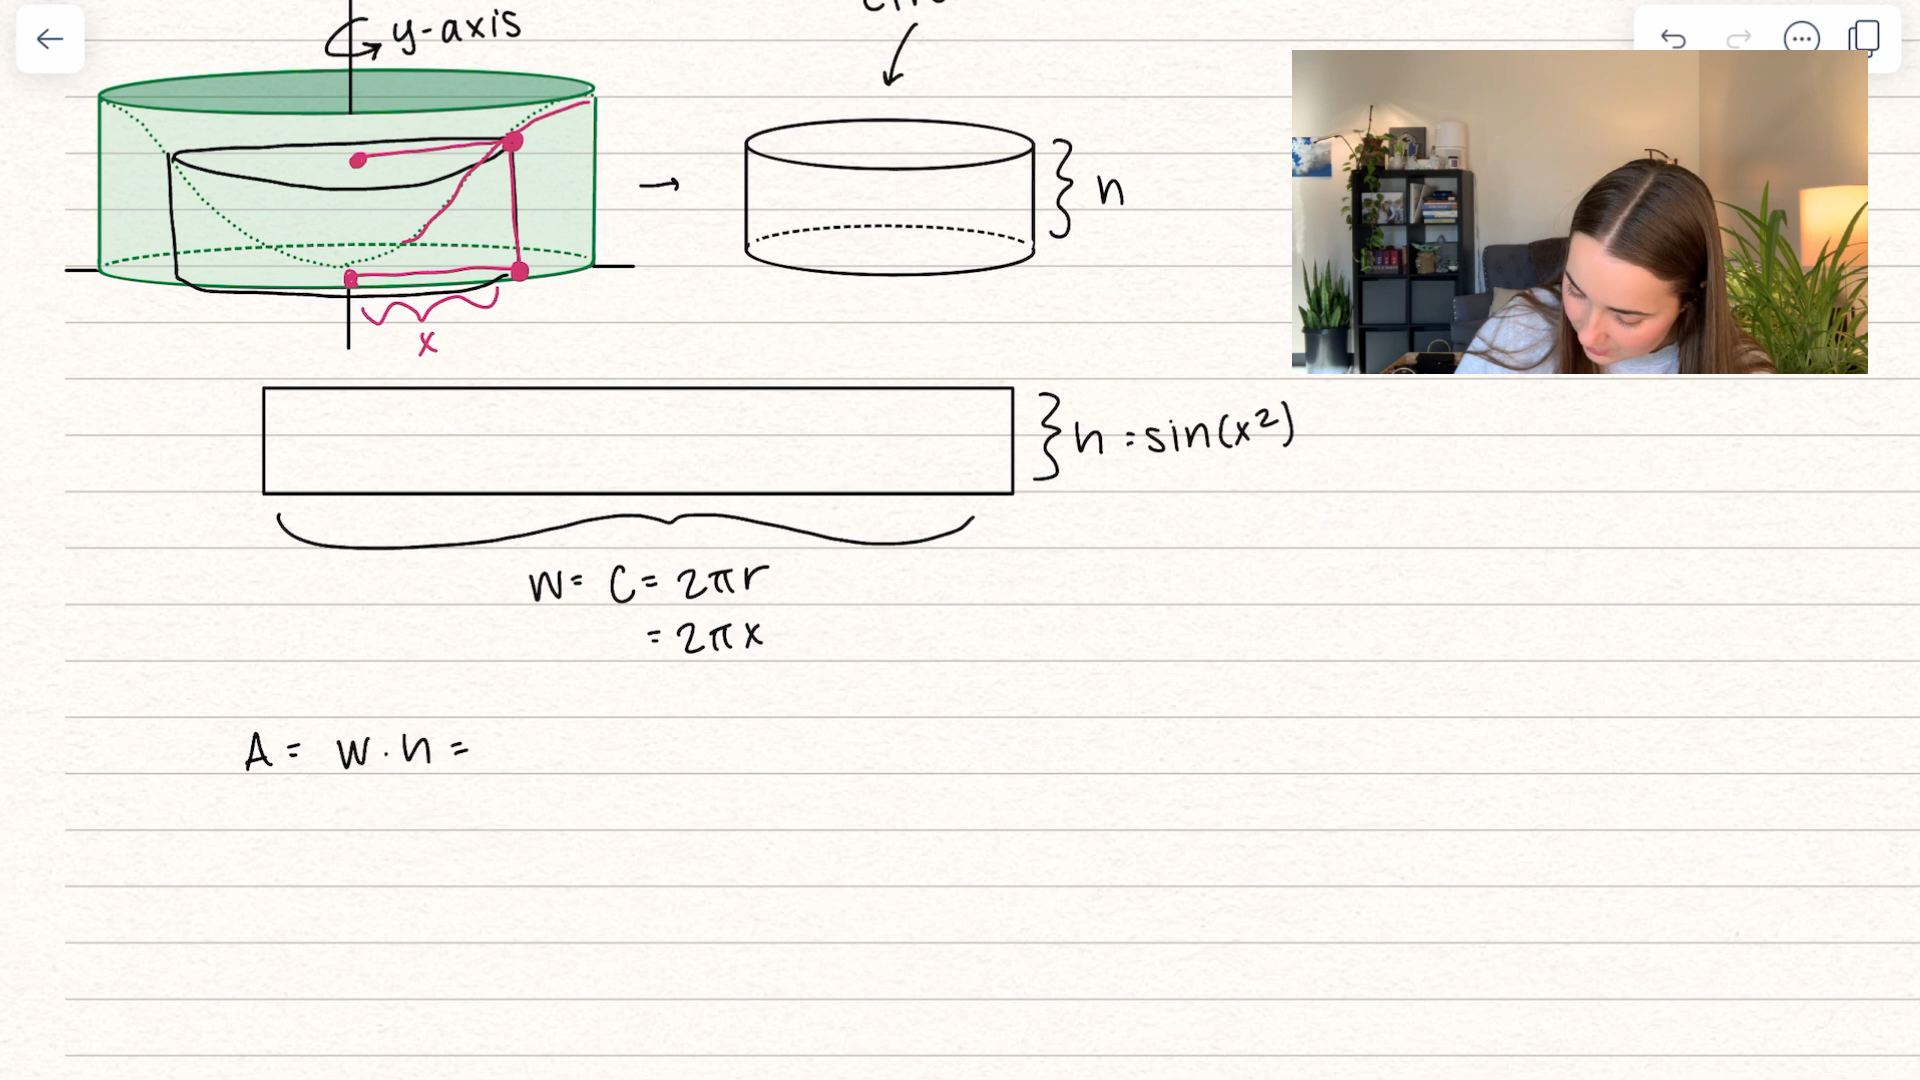 y-axis
h
x
h = sin(x²)
W = C = 2πr
= 2πx
A = W · h =